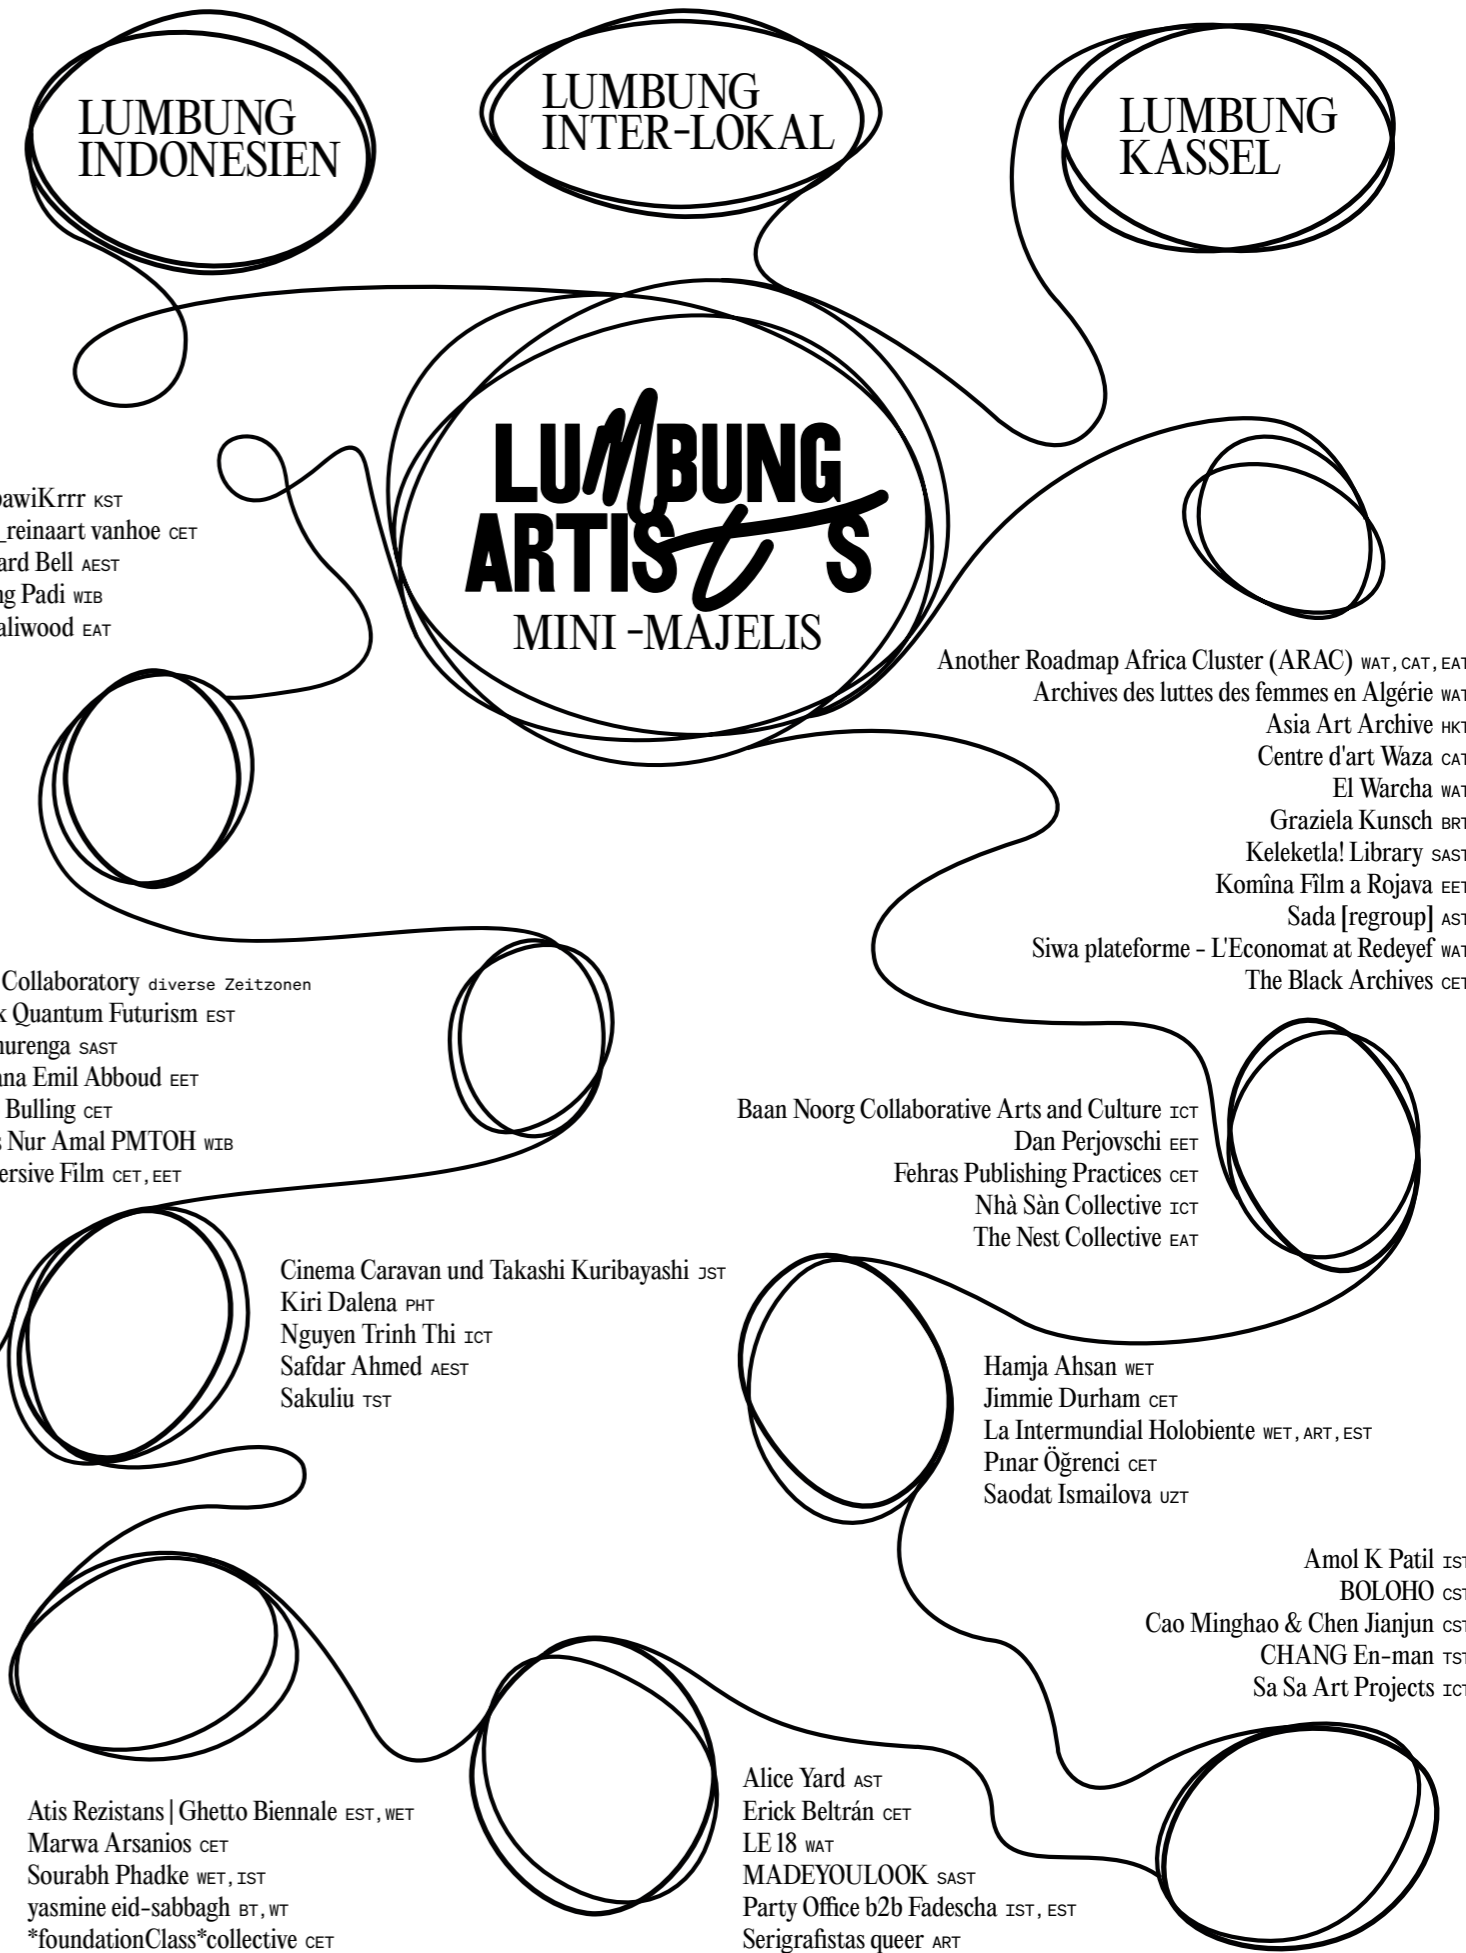 LUMBUNG
INDONESIEN
LUMBUNG
INTER-LOKAL
LUMBUNG
KASSEL
LUMBUNG
ARTISTS
MINI -MAJELIS
KST
_reinaart vanhoe CET
Bell AEST
Padi WIB
EAT
Another Roadmap Africa Cluster (ARAC) WAT, CAT, EAT
Archives des luttes des femmes en Algérie WAT
Asia Art Archive HKT
Centre d'art Waza CAT
El Warcha WAT
Graziela Kunsch BRT
Keleketla! Library SAST
Komîna Fîlm a Rojava EET
Sada [regroup] AST
Siwa plateforme - L'Economat at Redeyef WAT
The Black Archives CET
Collaboratory diverse Zeitzonen
Quantum Futurism EST
SAST
Emil Abboud EET
Bulling CET
Nur Amal PMTOH WIB
Film CET, EET
Baan Noorg Collaborative Arts and Culture ICT
Dan Perjovschi EET
Fehras Publishing Practices CET
Nhà Sàn Collective ICT
The Nest Collective EAT
Cinema Caravan und Takashi Kuribayashi JST
Kiri Dalena PHT
Nguyen Trinh Thi ICT
Safdar Ahmed AEST
Sakuliu TST
Hamja Ahsan WET
Jimmie Durham CET
La Intermundial Holobiente WET, ART, EST
Pınar Öğrenci CET
Saodat Ismailova UZT
Amol K Patil IST
BOLOHO CST
Cao Minghao & Chen Jianjun CST
CHANG En-man TST
Sa Sa Art Projects ICT
Atis Rezistans | Ghetto Biennale EST, WET
Marwa Arsanios CET
Sourabh Phadke WET, IST
yasmine eid-sabbagh BT, WT
*foundationClass*collective CET
Alice Yard AST
Erick Beltrán CET
LE 18 WAT
MADEYOULOOK SAST
Party Office b2b Fadescha IST, EST
Serigrafistas queer ART